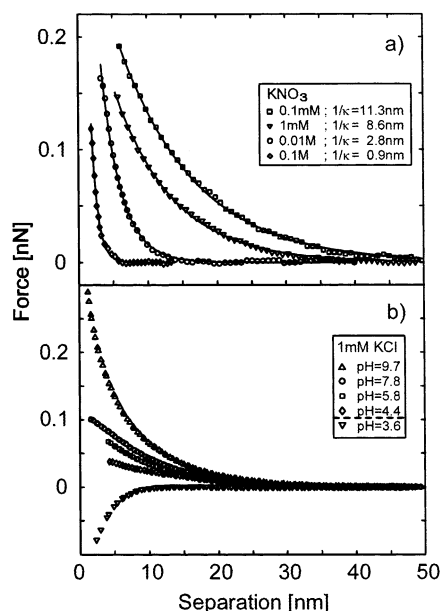 0.2
a)
KNO₃
0.1mM ; 1/κ=11.3nm
1mM ; 1/κ= 8.6nm
0.01M ; 1/κ= 2.8nm
0.1M ; 1/κ= 0.9nm
0.1
0
Force [nN]
b)
1mM KCl
pH=9.7
pH=7.8
pH=5.8
pH=4.4
pH=3.6
0.2
0.1
0
0 10 20 30 40 50
Separation [nm]